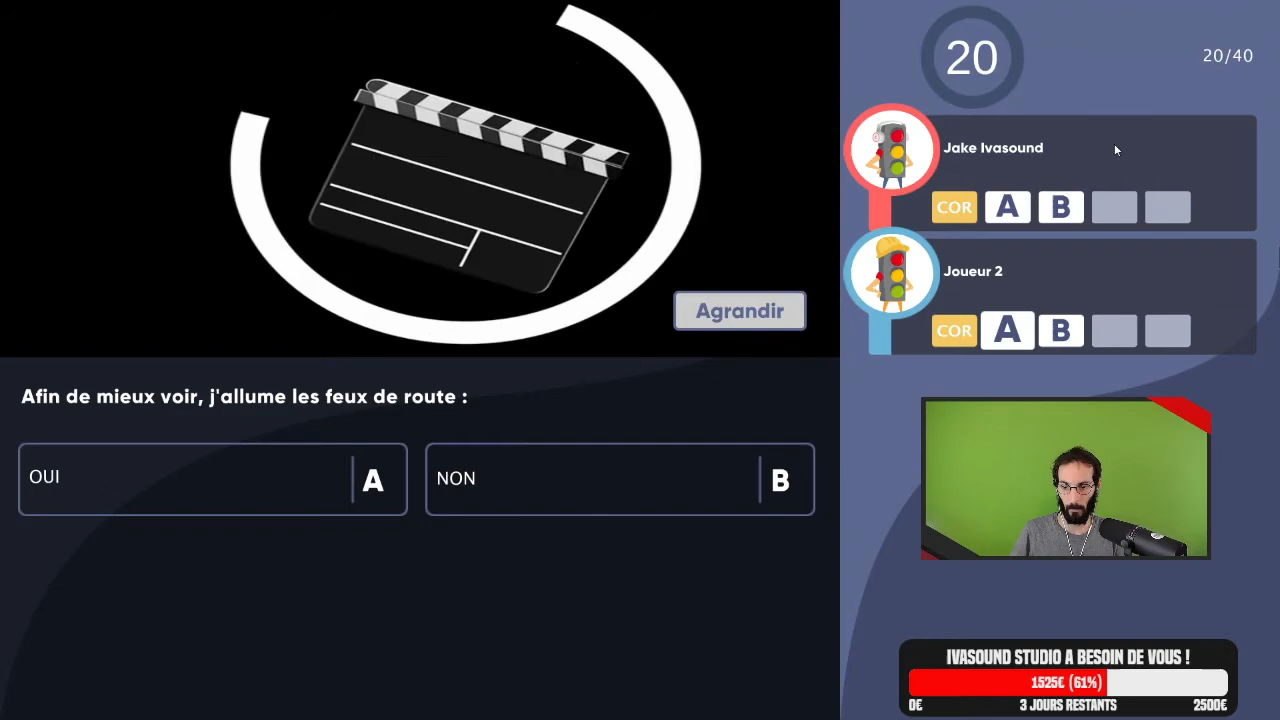 20
20/40
Jake Ivasound
COR A B
Joueur 2
COR A B
Agrandir
Afin de mieux voir, j'allume les feux de route :
OUI A
NON B
IVASOUND STUDIO A BESOIN DE VOUS !
1525€ (61%)
0€ 3 JOURS RESTANTS 2500€